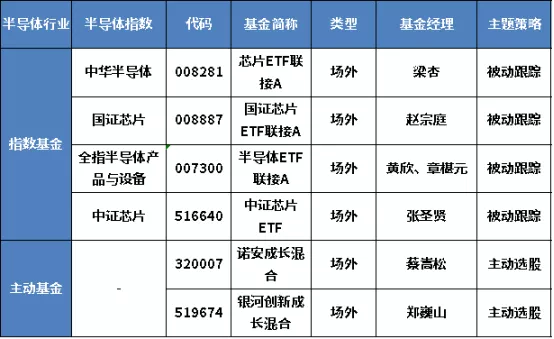 半导体行业 半导体指数 代码 基金简称 类型 基金经理 主题策略
指数基金
中华半导体 008281 芯片ETF联接A 场外 梁杏 被动跟踪
国证芯片 008887 国证芯片ETF联接A 场外 赵宗庭 被动跟踪
全指半导体产品与设备 007300 半导体ETF联接A 场外 黄欣、章椹元 被动跟踪
中证芯片 516640 中证芯片ETF 场外 张圣贤 被动跟踪
主动基金
-
320007 诺安成长混合 场外 蔡嵩松 主动选股
519674 银河创新成长混合 场外 郑巍山 主动选股